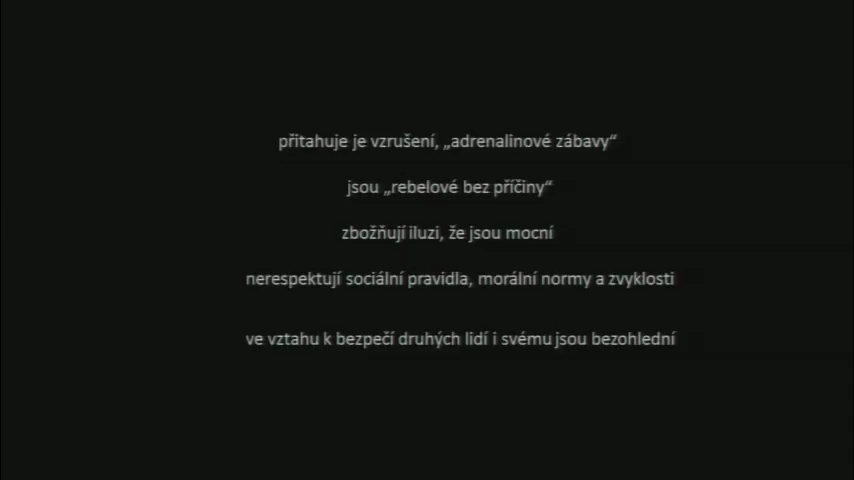 přitahuje je vzrušení, „adrenalinové zábavy“
jsou „rebelové bez příčiny“
zbožňují iluzi, že jsou mocní
nerespektují sociální pravidla, morální normy a zvyklosti
ve vztahu k bezpečí druhých lidí i svému jsou bezohlední